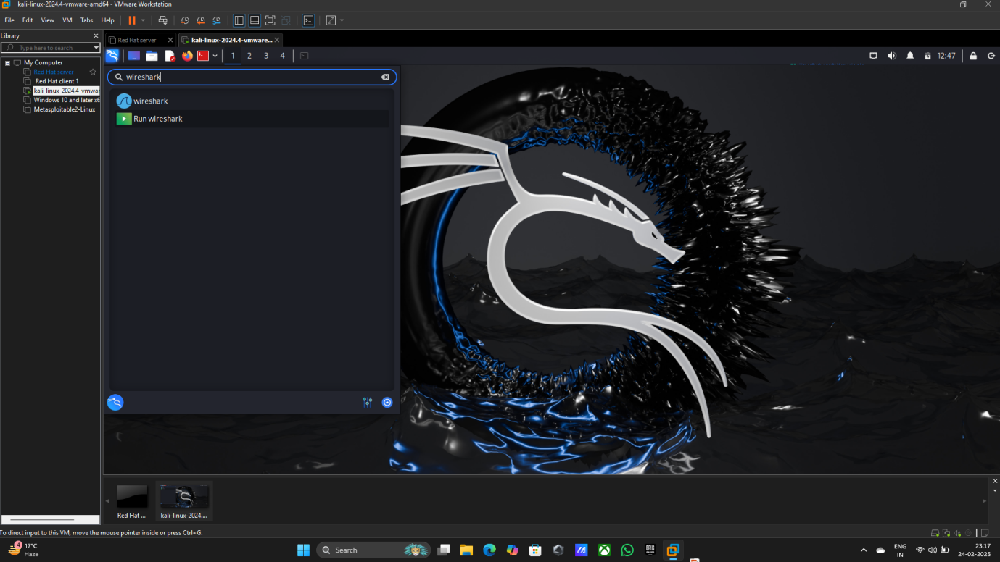 kali-linux-2024.4-vmware-amd64 - VMware Workstation
File Edit View VM Tabs Help
Library
Type here to search
My Computer
Red Hat server
Red Hat client 1
kali-linux-2024.4-vmwar
Windows 10 and later x6
Metasploitable2-Linux
Red Hat server
kali-linux-2024.4-vmware...
1 2 3 4
12:47
wireshark
wireshark
Run wireshark
Red Hat ...
kali-linux-2024....
To direct input to this VM, move the mouse pointer inside or press Ctrl+G.
4
17°C
Haze
Search
EPIC
ENG
IN
23:17
24-02-2025